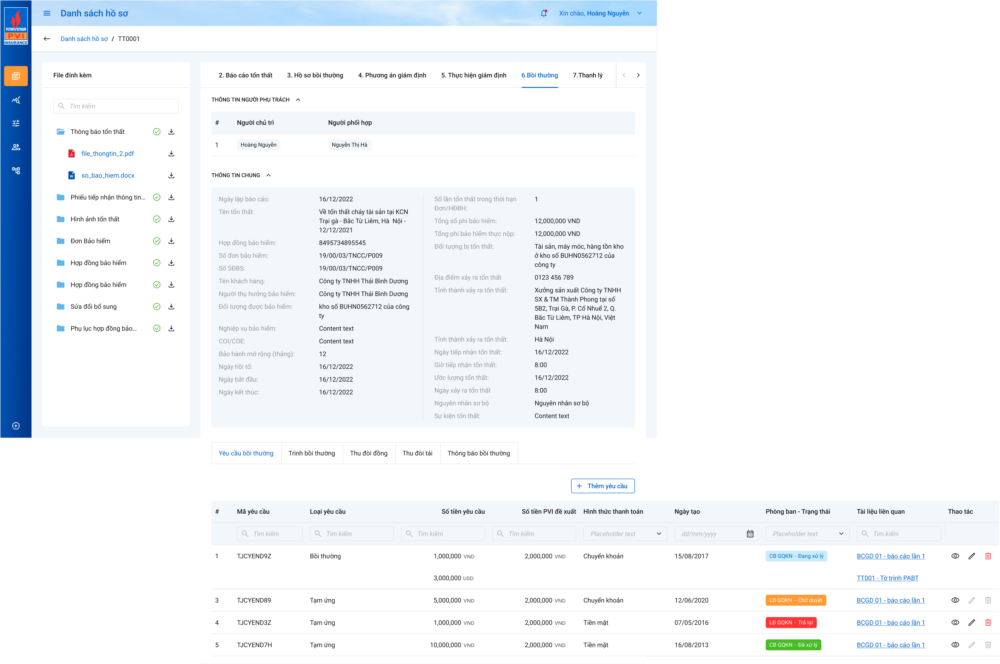 PETROVIETNAM
PVI
INSURANCE
Danh sách hồ sơ
Xin chào, Hoàng Nguyễn
Danh sách hồ sơ / TT0001
File đính kèm
Tìm kiếm
Thông báo tổn thất
file_thongtin_2.pdf
so_bao_hiem.docx
Phiếu tiếp nhận thông tin...
Hình ảnh tổn thất
Đơn Bảo hiểm
Hợp đồng bảo hiểm
Hợp đồng bảo hiểm
Sửa đổi bổ sung
Phụ lục hợp đồng bảo...
2. Báo cáo tổn thất 3. Hồ sơ bồi thường 4. Phương án giám định 5. Thực hiện giám định 6.Bồi thường 7.Thanh lý
THÔNG TIN NGƯỜI PHỤ TRÁCH
# Người chủ trì Người phối hợp
1 Hoàng Nguyễn Nguyễn Thị Hà
THÔNG TIN CHUNG
Ngày lập báo cáo: 16/12/2022
Tên tổn thất: Về tổn thất cháy tài sản tại KCN
Trại gà - Bắc Từ Liêm, Hà Nội -
12/12/2021
Hợp đồng bảo hiểm: 8495734895545
Số đơn bảo hiểm: 19/00/03/TNCC/P009
Số SĐBS: 19/00/03/TNCC/P009
Tên khách hàng: Công ty TNHH Thái Bình Dương
Người thụ hưởng bảo hiểm: Công ty TNHH Thái Bình Dương
Đối tượng được bảo hiểm: kho số BUHN0562712 của công
ty
Nghiệp vụ bảo hiểm: Content text
COI/COE: Content text
Bảo hành mở rộng (tháng): 12
Ngày hồi tố: 16/12/2022
Ngày bắt đầu: 16/12/2022
Ngày kết thúc: 16/12/2022
Số lần tổn thất trong thời hạn 1
Đơn/HĐBH:
Tổng số phí bảo hiểm: 12,000,000 VND
Tổng phí bảo hiểm thực nộp: 12,000,000 VND
Đối tượng bị tổn thất: Tài sản, máy móc, hàng tồn kho
ở kho số BUHN0562712 của
công ty
Địa điểm xảy ra tổn thất 0123 456 789
Tỉnh thành xảy ra tổn thất: Xưởng sản xuất Công ty TNHH
SX & TM Thành Phong tại số
5B2, Trại Gà, P. Cổ Nhuế 2, Q.
Bắc Từ Liêm, TP Hà Nội, Việt
Nam
Tỉnh thành xảy ra tổn thất: Hà Nội
Ngày tiếp nhận tổn thất: 16/12/2022
Giờ tiếp nhận tổn thất: 8:00
Ước lượng tổn thất: 16/12/2022
Ngày xảy ra tổn thất 8:00
Nguyên nhân sơ bộ Nguyên nhân sơ bộ
Sự kiện tổn thất: Content text
Yêu cầu bồi thường Trình bồi thường Thu đòi đồng Thu đòi tái Thông báo bồi thường
+ Thêm yêu cầu
# Mã yêu cầu Loại yêu cầu Số tiền yêu cầu Số tiền PVI đề xuất Hình thức thanh toán Ngày tạo Phòng ban - Trạng thái Tài liệu liên quan Thao tác
Tìm kiếm Tìm kiếm Tìm kiếm Tìm kiếm Placeholder text dd/mm/yyyy Placeholder text Tìm kiếm
1 TJCYEND9Z Bồi thường 1,000,000 VND 2,000,000 VND Chuyển khoản 15/08/2017 CB GQKN - Đang xử lý BCGD 01 - báo cáo lần 1
3,000,000 USD TT001 - Tờ trình PABT
3 TJCYEND89 Tạm ứng 5,000,000 VND 2,000,000 VND Chuyển khoản 12/06/2020 LĐ GQKN - Chờ duyệt BCGD 01 - báo cáo lần 1
4 TJCYEND3Z Tạm ứng 1,000,000 VND 2,000,000 VND Tiền mặt 07/05/2016 LĐ GQKN - Trả lại BCGD 01 - báo cáo lần 1
5 TJCYEND7H Tạm ứng 10,000,000 VND 2,000,000 VND Tiền mặt 16/08/2013 CB GQKN - Đã xử lý BCGD 01 - báo cáo lần 1